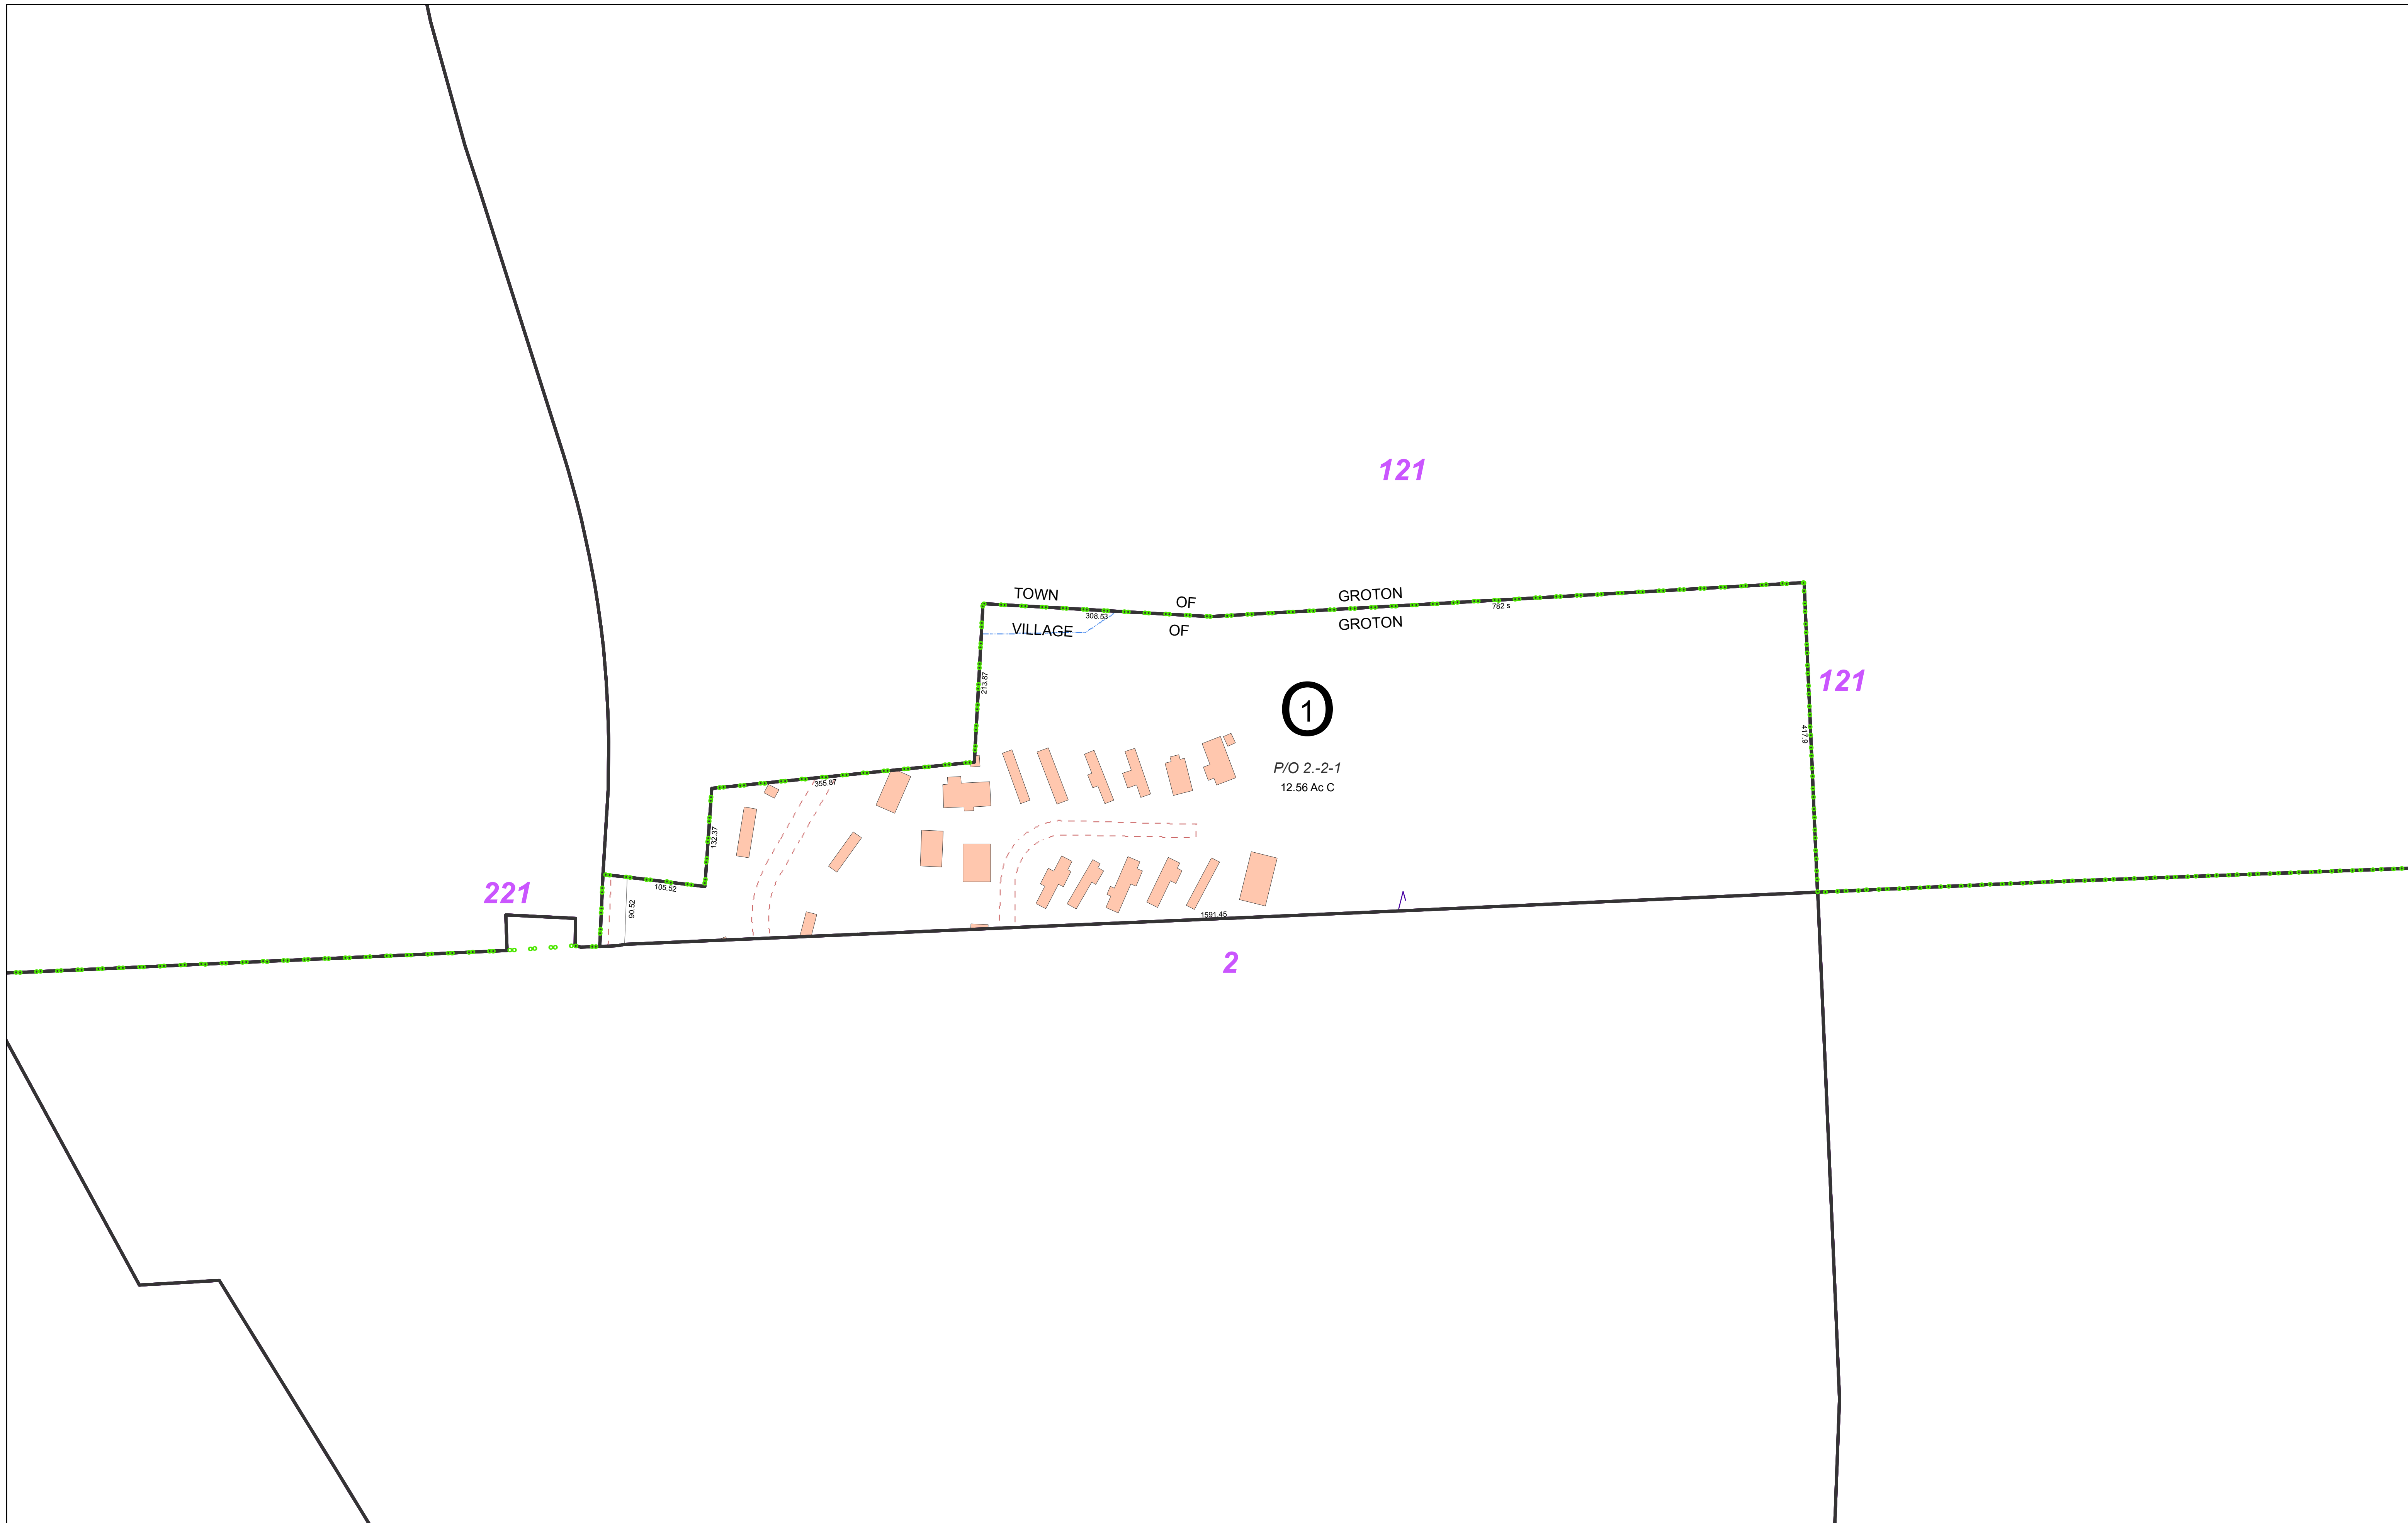 121
TOWN OF GROTON
308.53
782 s
VILLAGE OF GROTON
213.87
121
1
417.9
P/O 2.-2-1
12.56 Ac C
355.87
132.37
221
105.52
90.52
1591.45
2